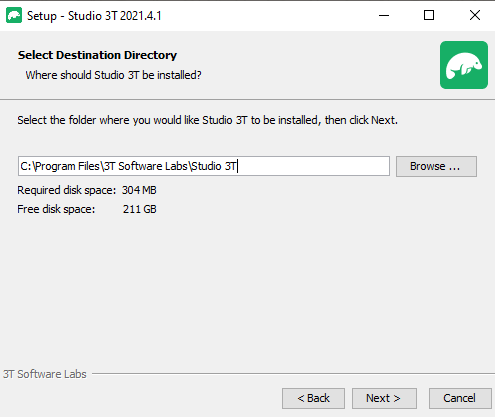 Setup - Studio 3T 2021.4.1
Select Destination Directory
Where should Studio 3T be installed?
Select the folder where you would like Studio 3T to be installed, then click Next.
C:\Program Files\3T Software Labs\Studio 3T
Browse ...
Required disk space: 304 MB
Free disk space: 211 GB
3T Software Labs
< Back Next > Cancel